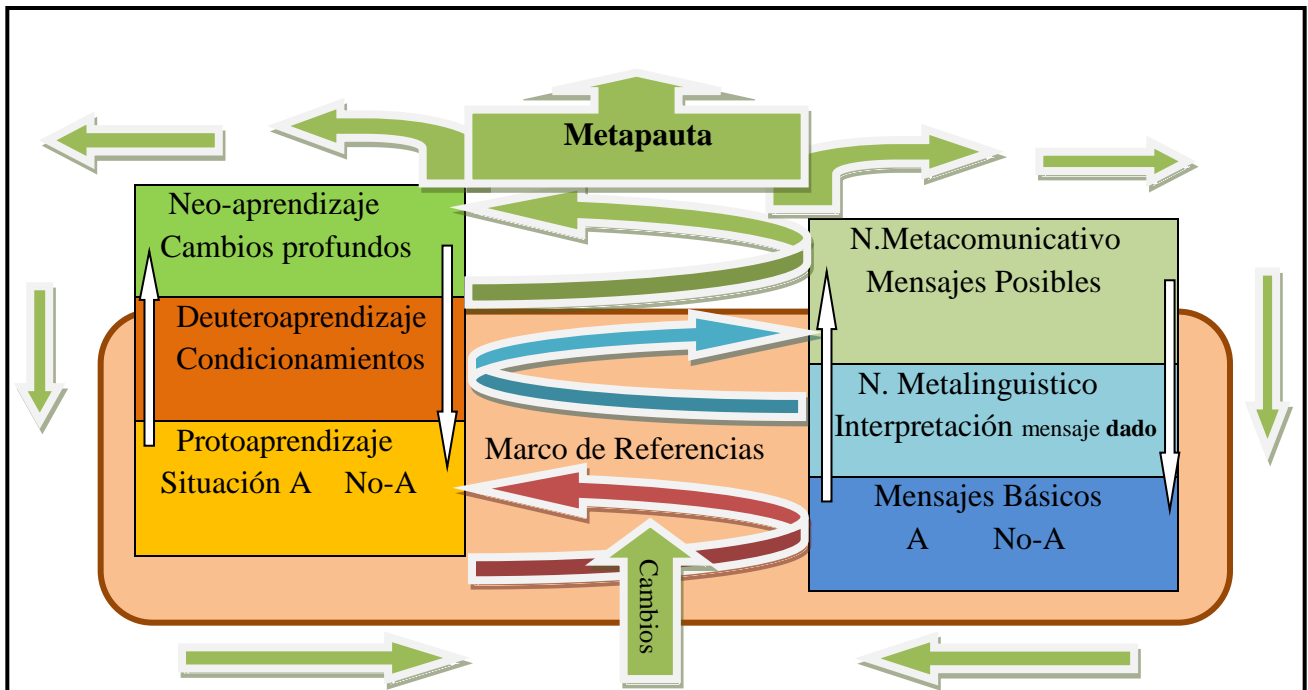 Metapauta
Neo-aprendizaje
Cambios profundos
Deuteroaprendizaje
Condicionamientos
Protoaprendizaje
Situación A No-A
Marco de Referencias
N.Metacomunicativo
Mensajes Posibles
N. Metalinguistico
Interpretación mensaje dado
Mensajes Básicos
A No-A
Cambios